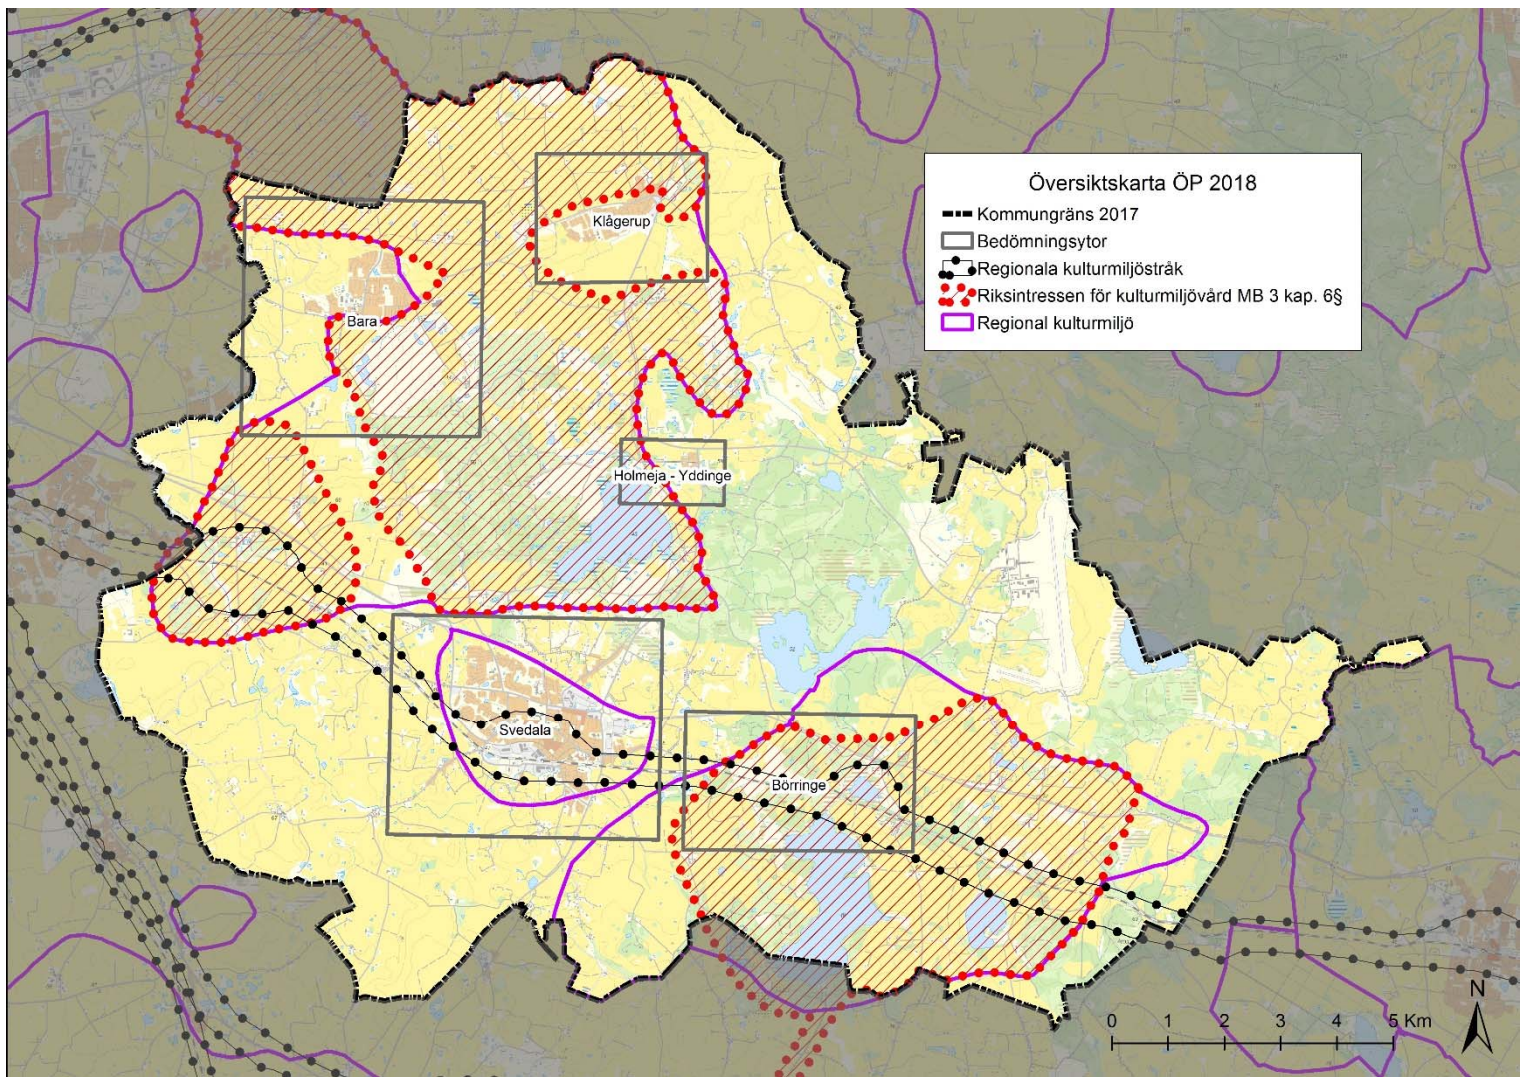 Översiktskarta ÖP 2018
Kommungräns 2017
Bedömningsytor
Regionala kulturmiljöstråk
Riksintressen för kulturmiljövård MB 3 kap. 6§
Regional kulturmiljö
Klågerup
Bara
Holmeja - Yddinge
Svedala
Börringe
N
0 1 2 3 4 5 Km